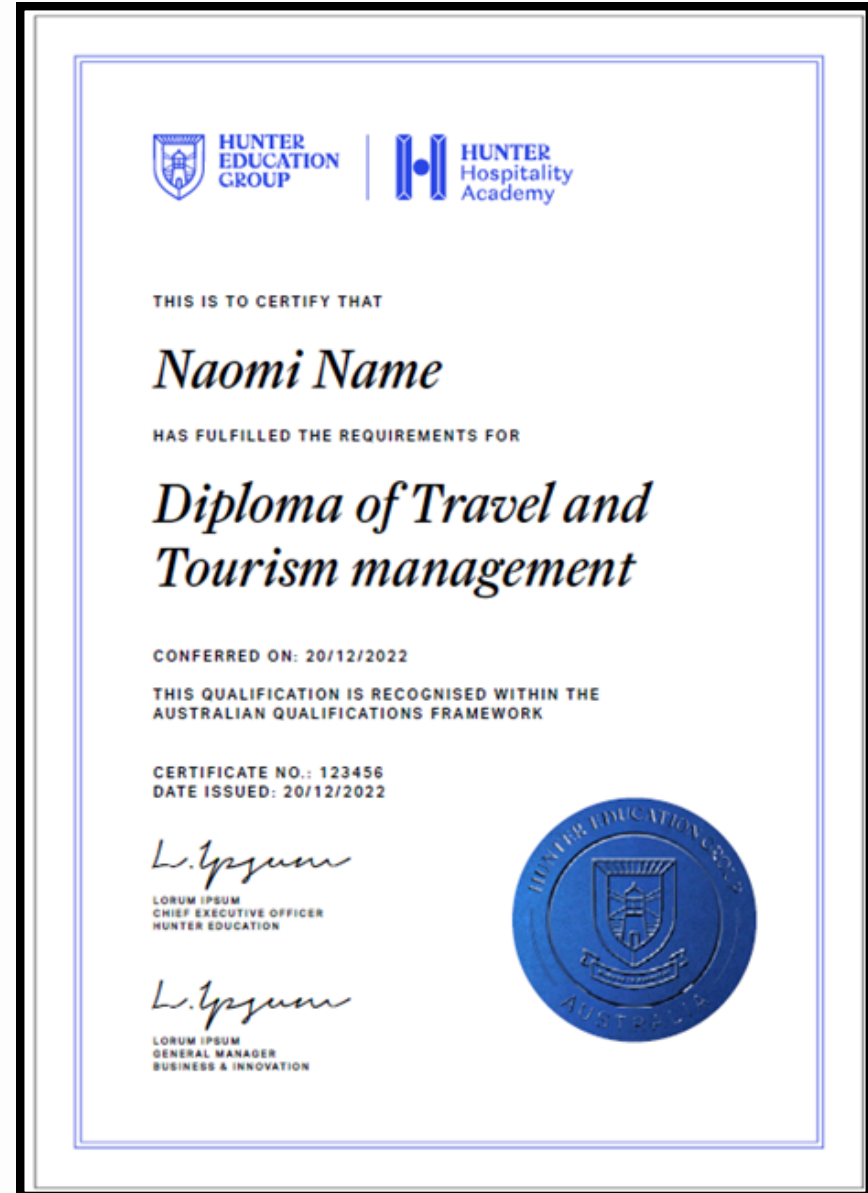 HUNTER
EDUCATION
GROUP
HUNTER
Hospitality
Academy
THIS IS TO CERTIFY THAT
Naomi Name
HAS FULFILLED THE REQUIREMENTS FOR
Diploma of Travel and
Tourism management
CONFERRED ON: 20/12/2022
THIS QUALIFICATION IS RECOGNISED WITHIN THE
AUSTRALIAN QUALIFICATIONS FRAMEWORK
CERTIFICATE NO.: 123456
DATE ISSUED: 20/12/2022
L. Ipsum
LORUM IPSUM
CHIEF EXECUTIVE OFFICER
HUNTER EDUCATION
L. Ipsum
LORUM IPSUM
GENERAL MANAGER
BUSINESS & INNOVATION
HUNTER EDUCATION GROUP
AUSTRALIA